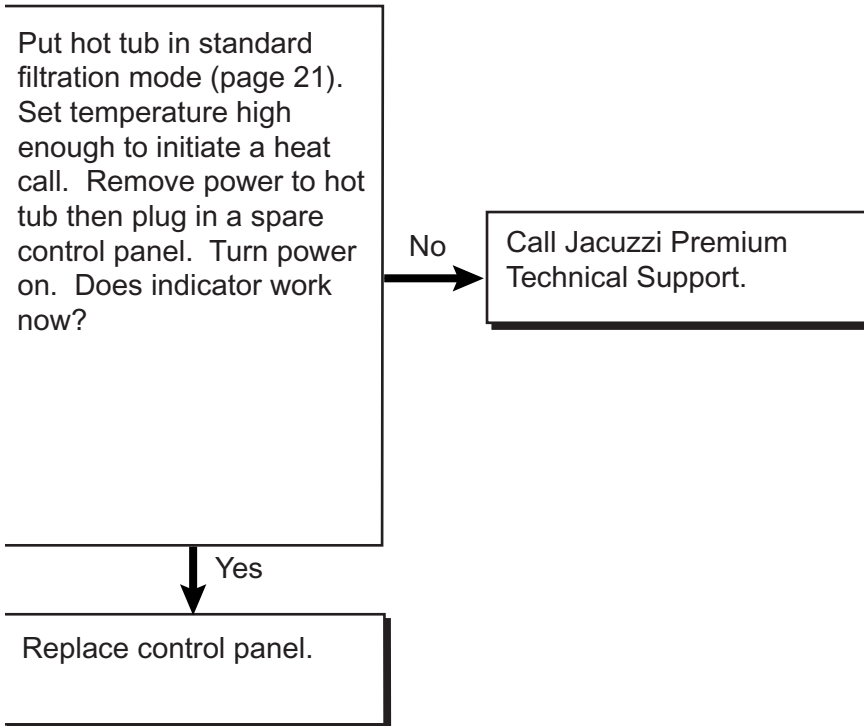 Put hot tub in standard
filtration mode (page 21).
Set temperature high
enough to initiate a heat
call.  Remove power to hot
tub then plug in a spare
control panel.  Turn power
on.  Does indicator work
now?
No
Call Jacuzzi Premium
Technical Support.
Yes
Replace control panel.